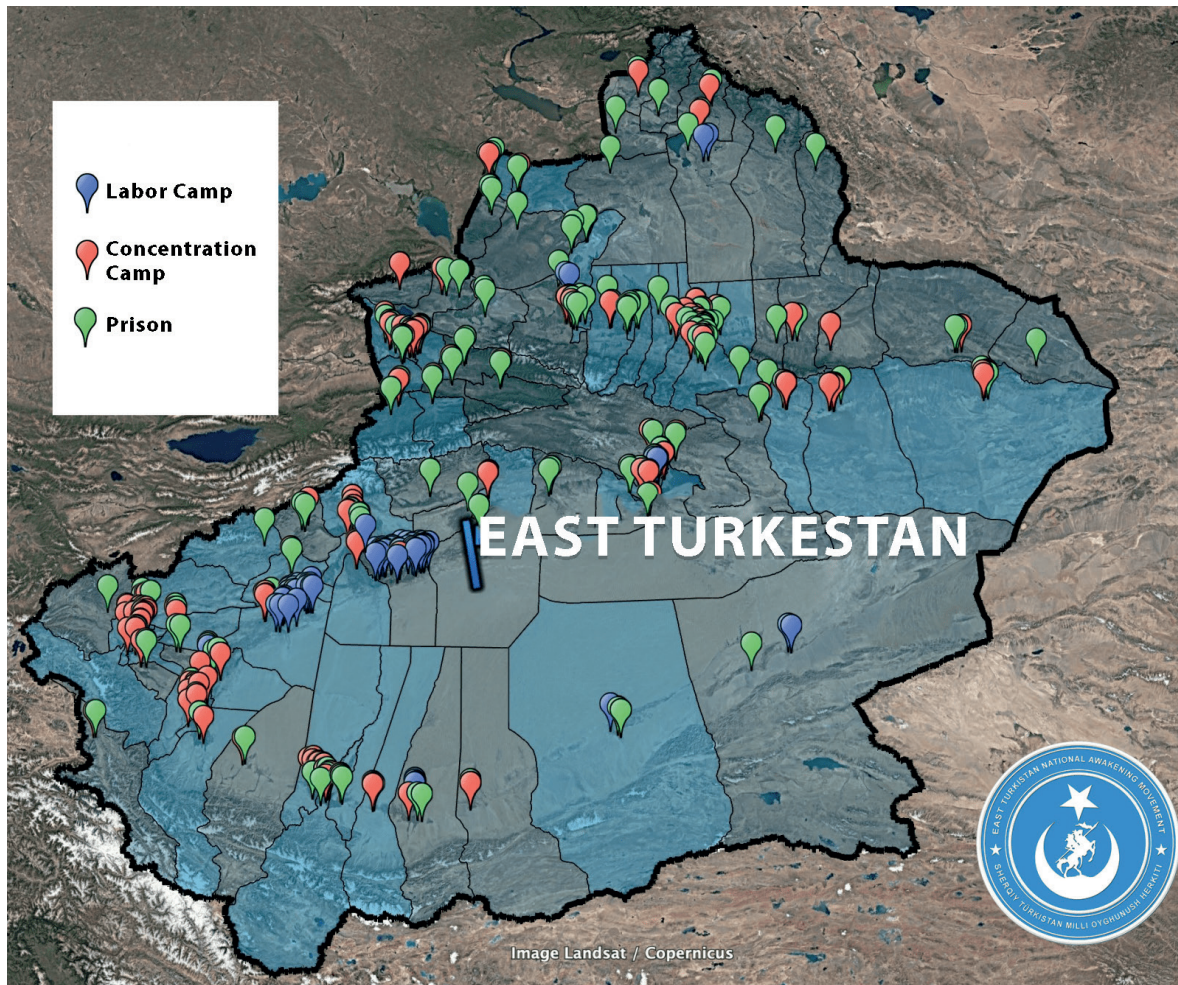 Labor Camp
Concentration
Camp
Prison
EAST TURKESTAN
EAST TURKISTAN NATIONAL AWAKENING MOVEMENT
SHERQIY TURKISTAN MILLI OYGHUNUSH HERKITI
Image Landsat / Copernicus